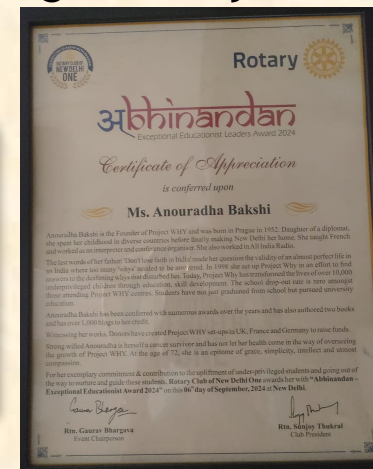 ROTARY CLUB OF
NEW DELHI
ONE
Rotary
अbhinandan
Exceptional Educationist Leaders Award 2024
Certificate of Appreciation
is conferred upon
Ms. Anouradha Bakshi
Anouradha Bakshi is the Founder of Project WHY and was born in Prague in 1952. Daughter of a diplomat,
she spent her childhood in diverse countries before finally making New Delhi her home. She taught French
and worked as an interpreter and conference organiser. She also worked in All India Radio.
The last words of her father: 'Don't lose faith in India' made her question the validity of an almost perfect life in
an India where too many 'whys' needed to be answered. In 1998 she set up Project Why in an effort to find
answers to the deafening whys that disturbed her. Today, Project Why has transformed the lives of over 10,000
underprivileged children through education, skill development. The school drop-out rate is zero amongst
those attending Project WHY centres. Students have not just graduated from school but pursued university
education.
Anouradha Bakshi has been conferred with numerous awards over the years and has also authored two books
and has over 1,000 blogs to her credit.
Witnessing her works, Donors have created Project WHY set-ups in UK, France and Germany to raise funds.
Strong willed Anouradha is herself a cancer survivor and has not let her health come in the way of overseeing
the growth of Project WHY. At the age of 72, she is an epitome of grace, simplicity, intellect and utmost
compassion.
For her exemplary commitment & contribution to the upliftment of under-privileged students and going out of
the way to nurture and guide these students, Rotary Club of New Delhi One awards her with "Abhinandan –
Exceptional Educationist Award 2024" on this 06th day of September, 2024 at New Delhi.
Rtn. Gaurav Bhargava
Event Chairperson
Rtn. Sunjoy Thukral
Club President